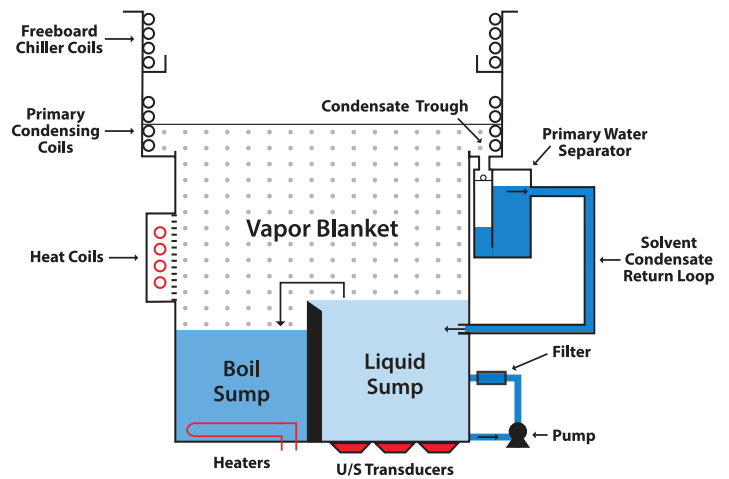 Freeboard
Chiller Coils
Primary
Condensing
Coils
Condensate Trough
Primary Water
Separator
Vapor Blanket
Heat Coils
Solvent
Condensate
Return Loop
Boil
Sump
Liquid
Sump
Filter
Pump
Heaters
U/S Transducers